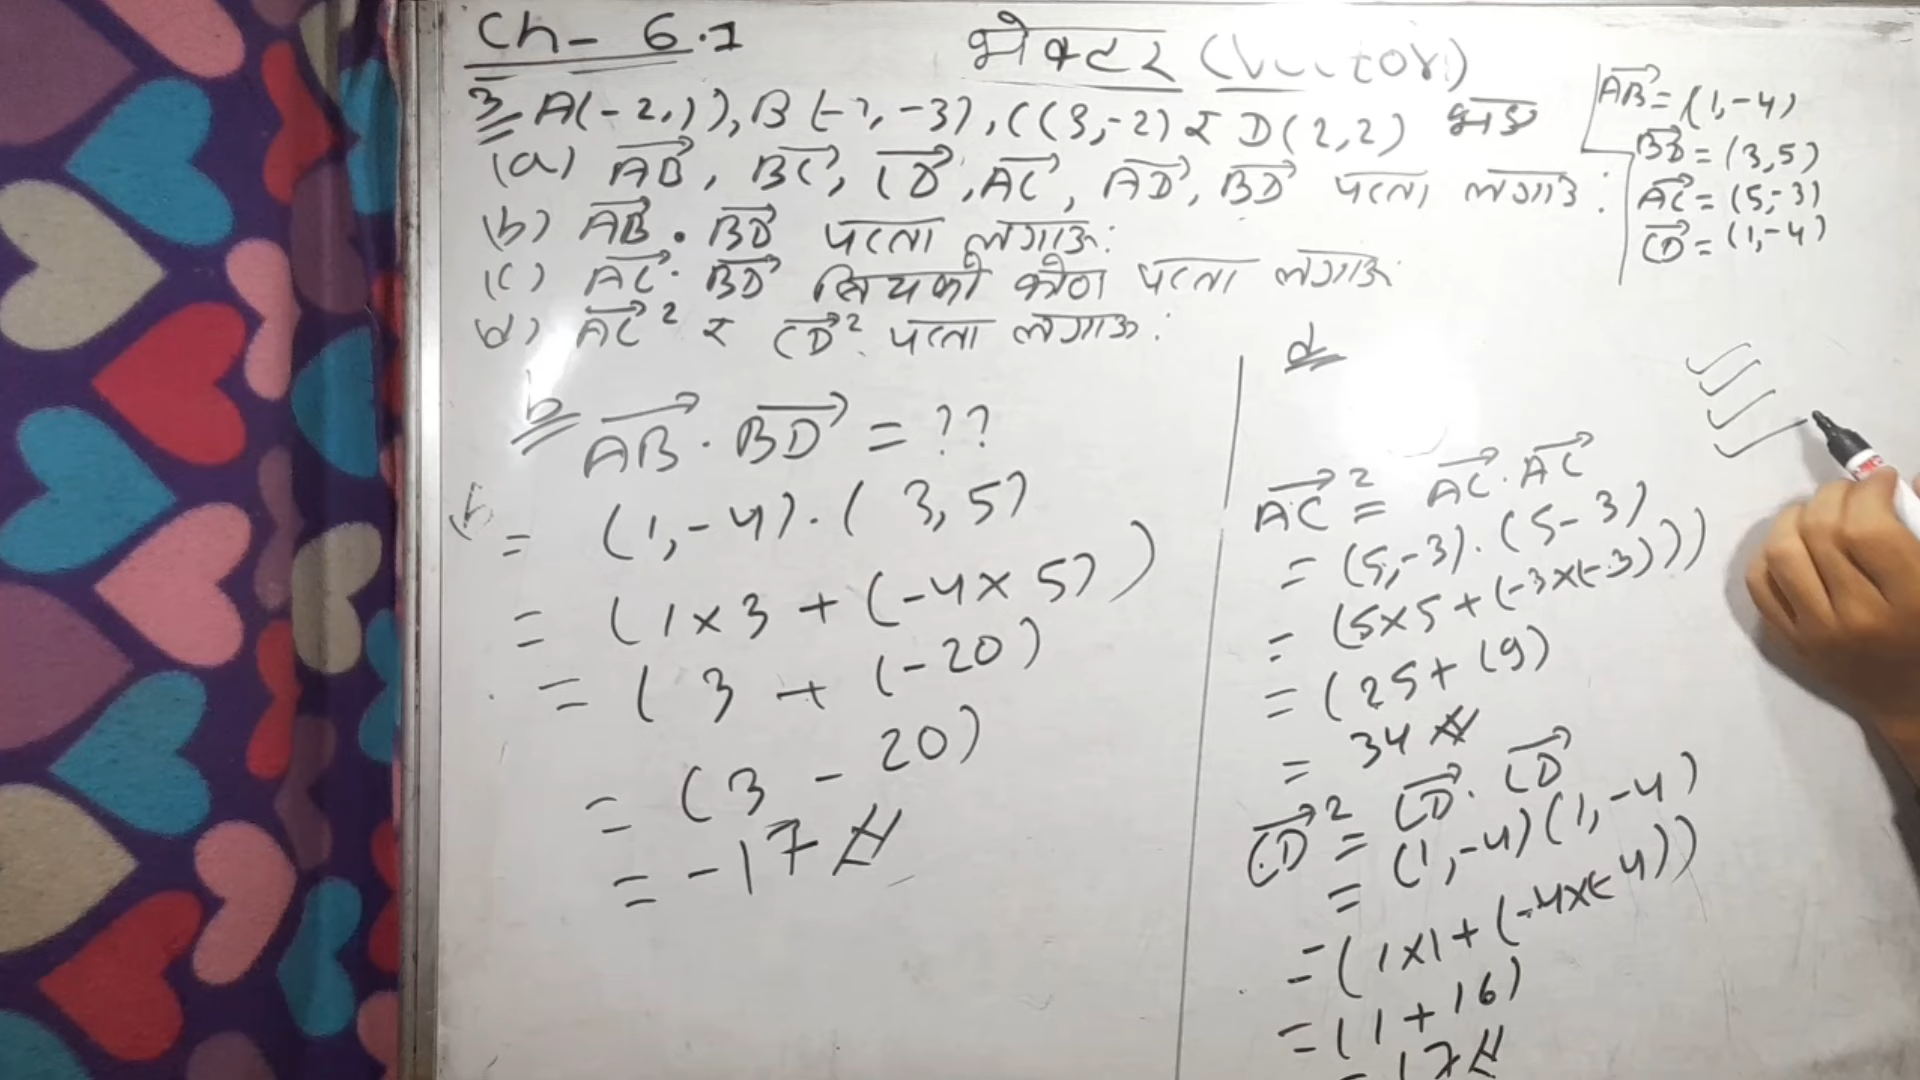 Ch- 6.1
भेक्टर (Vector)
3 A(-2,1), B(-1,-3), C(3,-2) र D(2,2) भए
(a) AB, BC, CD, AC, AD, BD पत्ता लगाउ:
(b) AB . BD पत्ता लगाऊ:
(c) AC . BD बिचको कोण पत्ता लगाऊ
(d) AC² र CD² पत्ता लगाऊ:
AB = (1,-4)
BD = (3,5)
AC = (5,-3)
CD = (1,-4)
b AB . BD = ??
= (1,-4).(3,5)
= (1×3 + (-4×5))
= (3 + (-20)
= (3 - 20)
= -17
d
AC² = AC . AC
= (5,-3).(5-3)
= (5×5 + (-3×(-3)))
= (25 + (9)
= 34
CD² = CD . CD
= (1,-4)(1,-4)
= (1×1 + (-4×(-4))
= (1 + 16)
= 17